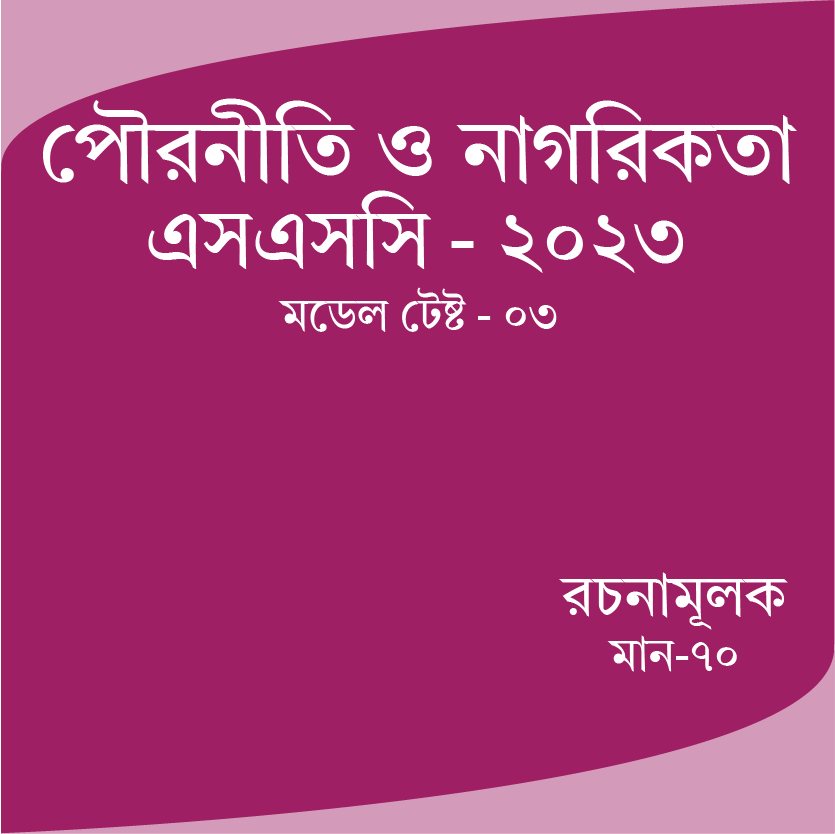 পৌরনীতি ও নাগরিকতা
এসএসসি - ২০২৩
মডেল টেষ্ট - ০৩
রচনামূলক
মান-৭০